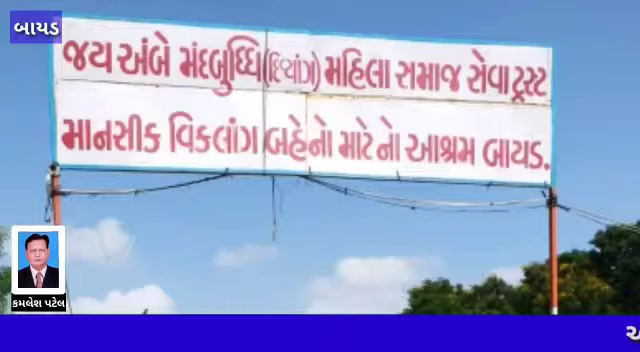 બાયડ
જય અંબે મંદબુધ્ધિ(દિવ્યાંગ) મહિલા સમાજ સેવા ટ્રસ્ટ
માનસીક વિકલાંગ બહેનો માટેનો આશ્રમ બાયડ.
કમલેશ પટેલ